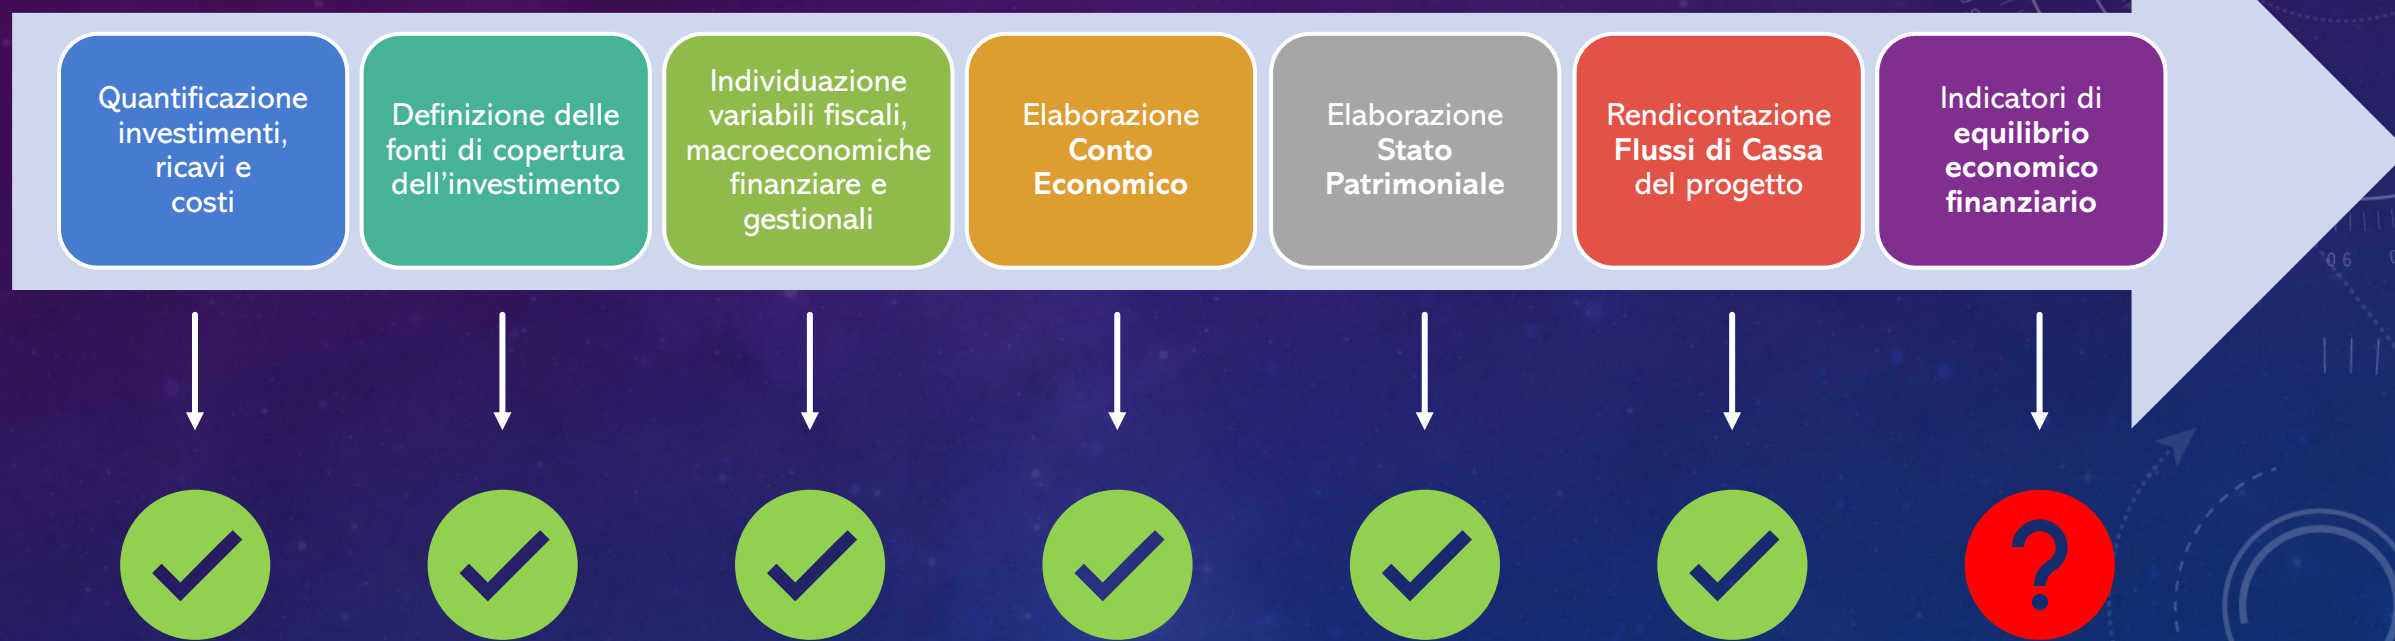 Quantificazione
investimenti,
ricavi e
costi
Definizione delle
fonti di copertura
dell'investimento
Individuazione
variabili fiscali,
macroeconomiche
finanziare e
gestionali
Elaborazione
Conto
Economico
Elaborazione
Stato
Patrimoniale
Rendicontazione
Flussi di Cassa
del progetto
Indicatori di
equilibrio
economico
finanziario
?
06